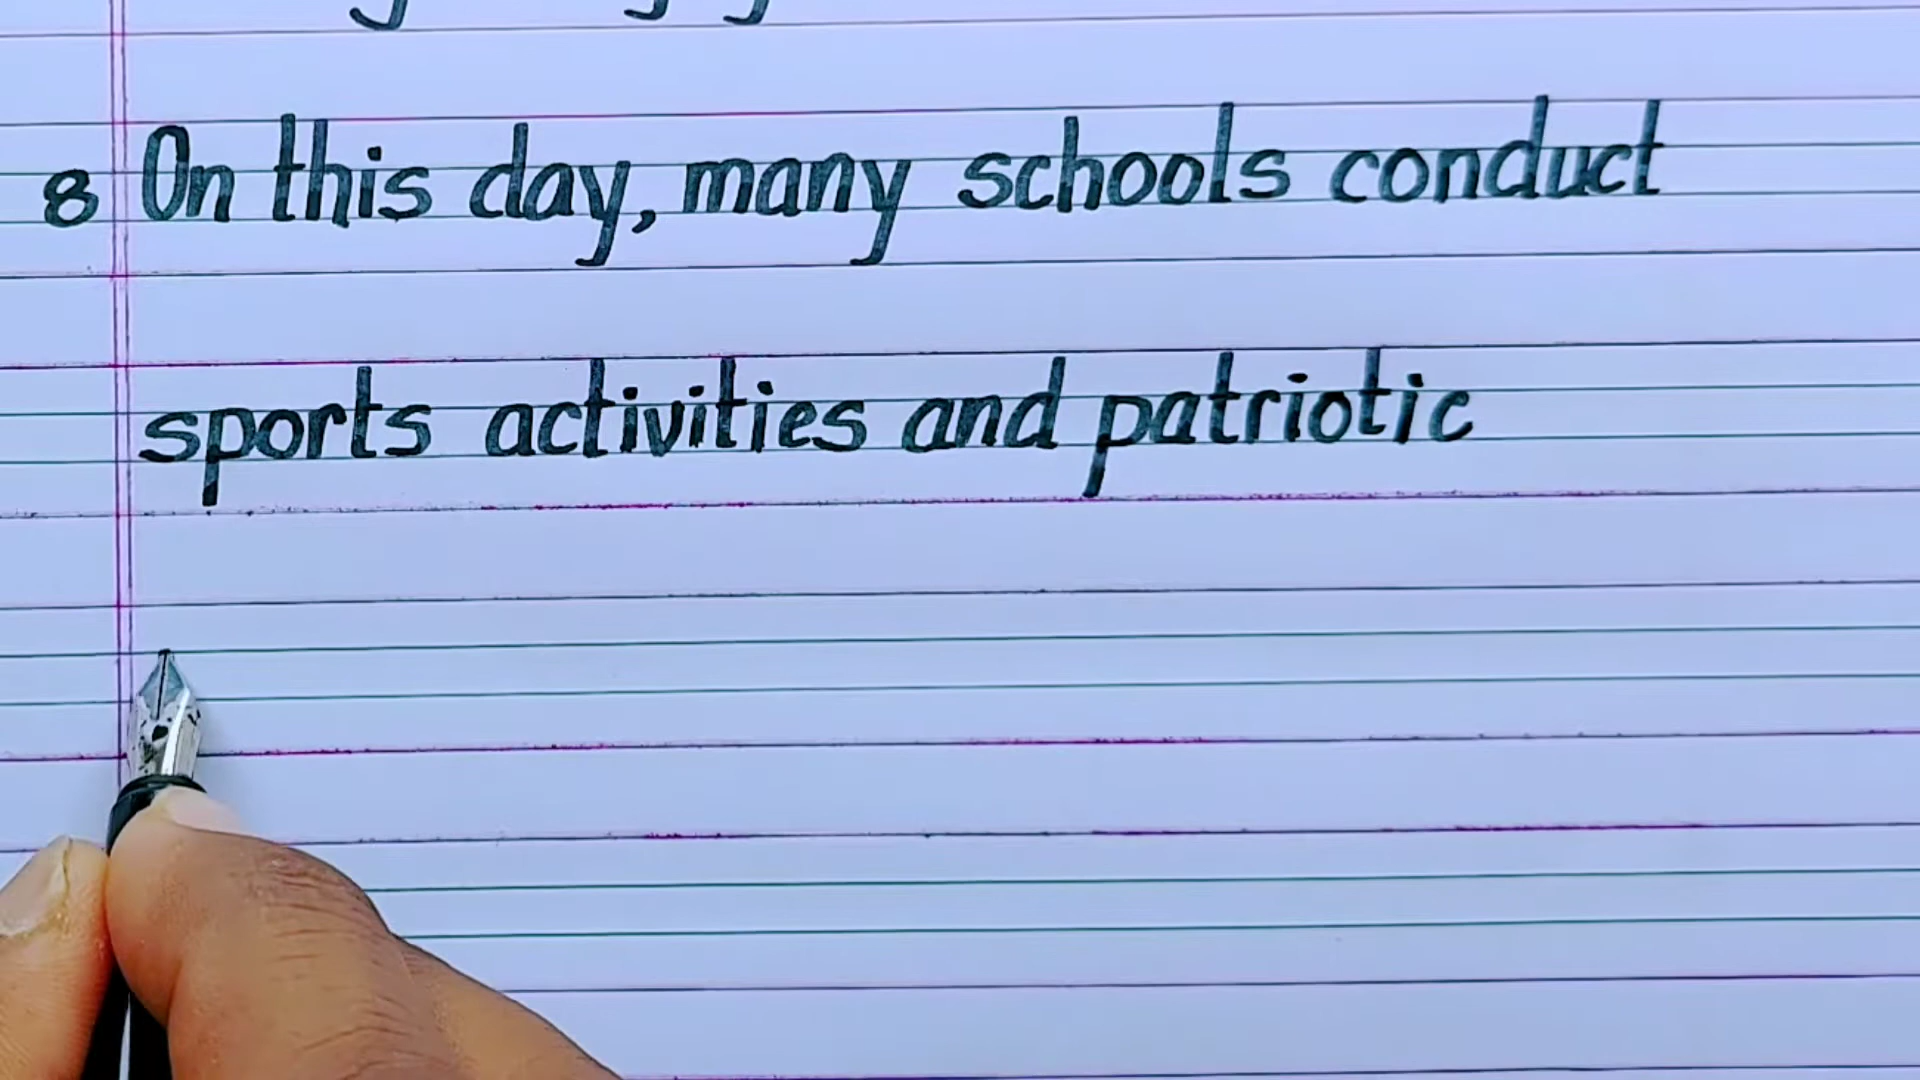 8 On this day, many schools conduct
sports activities and patriotic